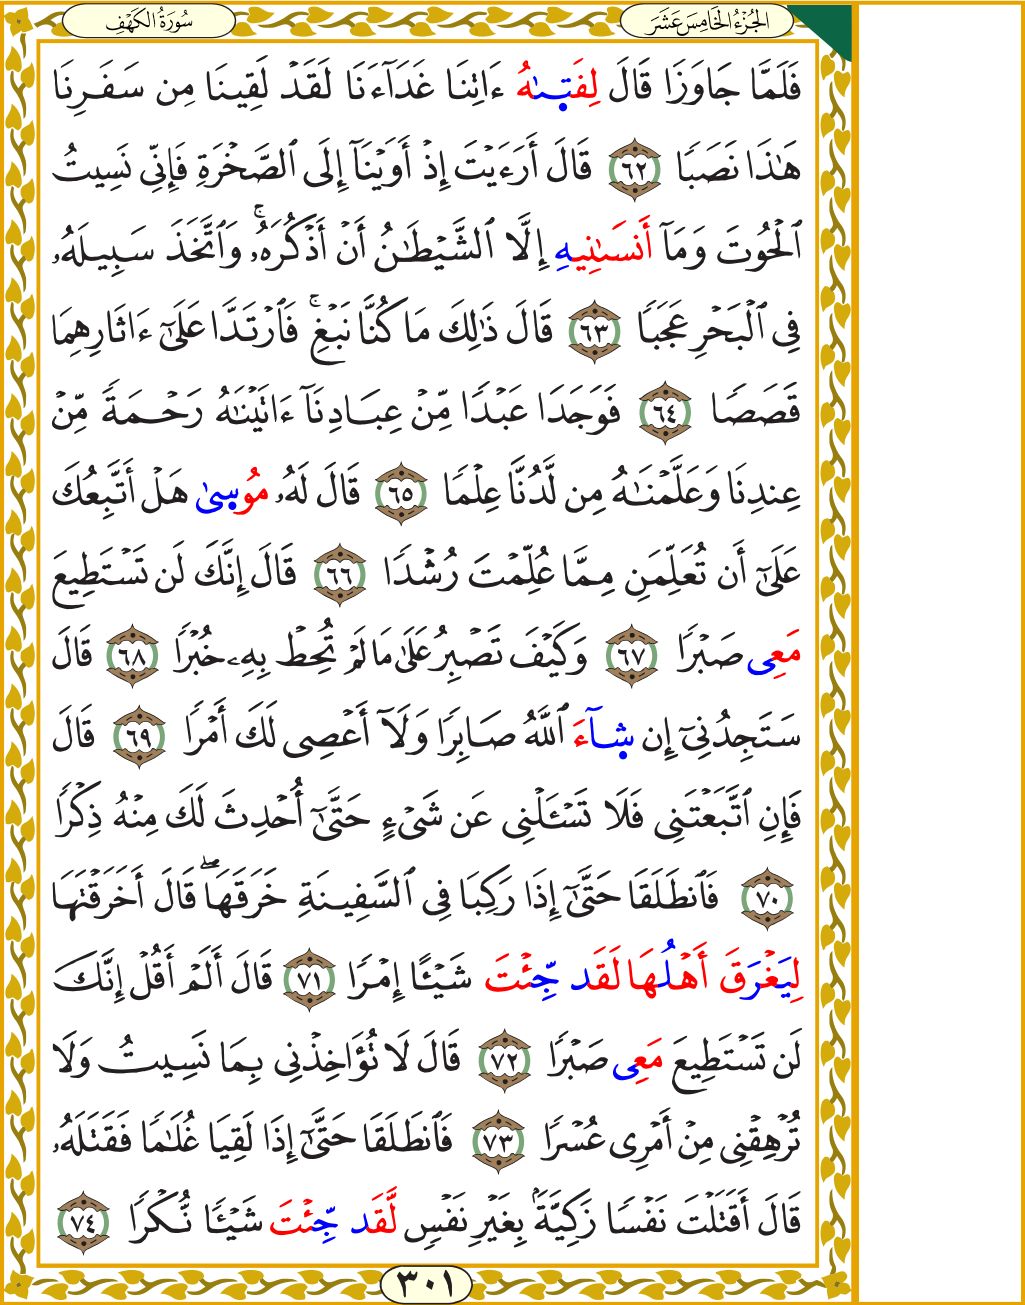 الجُزْءُ الخَامِسَ عَشَرَ
سُورَةُ الكَهْفِ
فَلَمَّا جَاوَزَا قَالَ لِفَتَىٰهُ ءَاتِنَا غَدَآءَنَا لَقَدْ لَقِينَا مِن سَفَرِنَا
هَٰذَا نَصَبًا ٦٢ قَالَ أَرَءَيْتَ إِذْ أَوَيْنَآ إِلَى ٱلصَّخْرَةِ فَإِنِّى نَسِيتُ
ٱلْحُوتَ وَمَآ أَنسَىٰنِيهِ إِلَّا ٱلشَّيْطَٰنُ أَنْ أَذْكُرَهُۥ ۚ وَٱتَّخَذَ سَبِيلَهُۥ
فِى ٱلْبَحْرِ عَجَبًا ٦٣ قَالَ ذَٰلِكَ مَا كُنَّا نَبْغِ ۚ فَٱرْتَدَّا عَلَىٰٓ ءَاثَارِهِمَا
قَصَصًا ٦٤ فَوَجَدَا عَبْدًا مِّنْ عِبَادِنَآ ءَاتَيْنَٰهُ رَحْمَةً مِّنْ
عِندِنَا وَعَلَّمْنَٰهُ مِن لَّدُنَّا عِلْمًا ٦٥ قَالَ لَهُۥ مُوسَىٰ هَلْ أَتَّبِعُكَ
عَلَىٰٓ أَن تُعَلِّمَنِ مِمَّا عُلِّمْتَ رُشْدًا ٦٦ قَالَ إِنَّكَ لَن تَسْتَطِيعَ
مَعِى صَبْرًا ٦٧ وَكَيْفَ تَصْبِرُ عَلَىٰ مَا لَمْ تُحِطْ بِهِۦ خُبْرًا ٦٨ قَالَ
سَتَجِدُنِىٓ إِن شَآءَ ٱللَّهُ صَابِرًا وَلَآ أَعْصِى لَكَ أَمْرًا ٦٩ قَالَ
فَإِنِ ٱتَّبَعْتَنِى فَلَا تَسْـَٔلْنِى عَن شَىْءٍ حَتَّىٰٓ أُحْدِثَ لَكَ مِنْهُ ذِكْرًا
٧٠ فَٱنطَلَقَا حَتَّىٰٓ إِذَا رَكِبَا فِى ٱلسَّفِينَةِ خَرَقَهَا ۖ قَالَ أَخَرَقْتَهَا
لِيَغْرَقَ أَهْلُهَا لَقَد جِّئْتَ شَيْـًٔا إِمْرًا ٧١ قَالَ أَلَمْ أَقُلْ إِنَّكَ
لَن تَسْتَطِيعَ مَعِى صَبْرًا ٧٢ قَالَ لَا تُؤَاخِذْنِى بِمَا نَسِيتُ وَلَا
تُرْهِقْنِى مِنْ أَمْرِى عُسْرًا ٧٣ فَٱنطَلَقَا حَتَّىٰٓ إِذَا لَقِيَا غُلَٰمًا فَقَتَلَهُۥ
قَالَ أَقَتَلْتَ نَفْسًا زَكِيَّةًۢ بِغَيْرِ نَفْسٍ لَّقَد جِّئْتَ شَيْـًٔا نُّكْرًا ٧٤
٣٠١